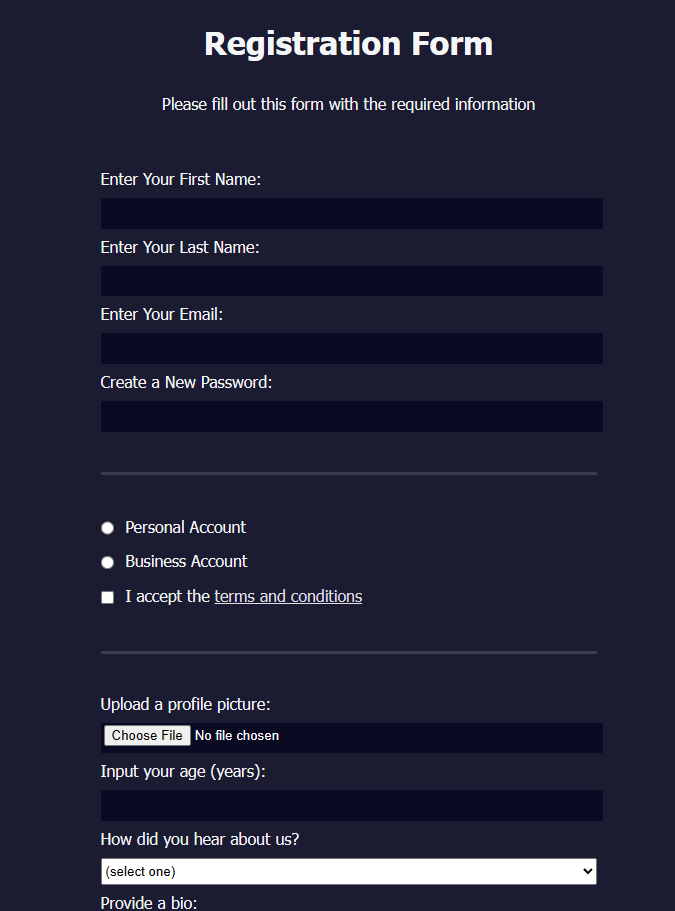 Registration Form
Please fill out this form with the required information
Enter Your First Name:
Enter Your Last Name:
Enter Your Email:
Create a New Password:
Personal Account
Business Account
I accept the terms and conditions
Upload a profile picture:
Choose File No file chosen
Input your age (years):
How did you hear about us?
(select one)
Provide a bio: